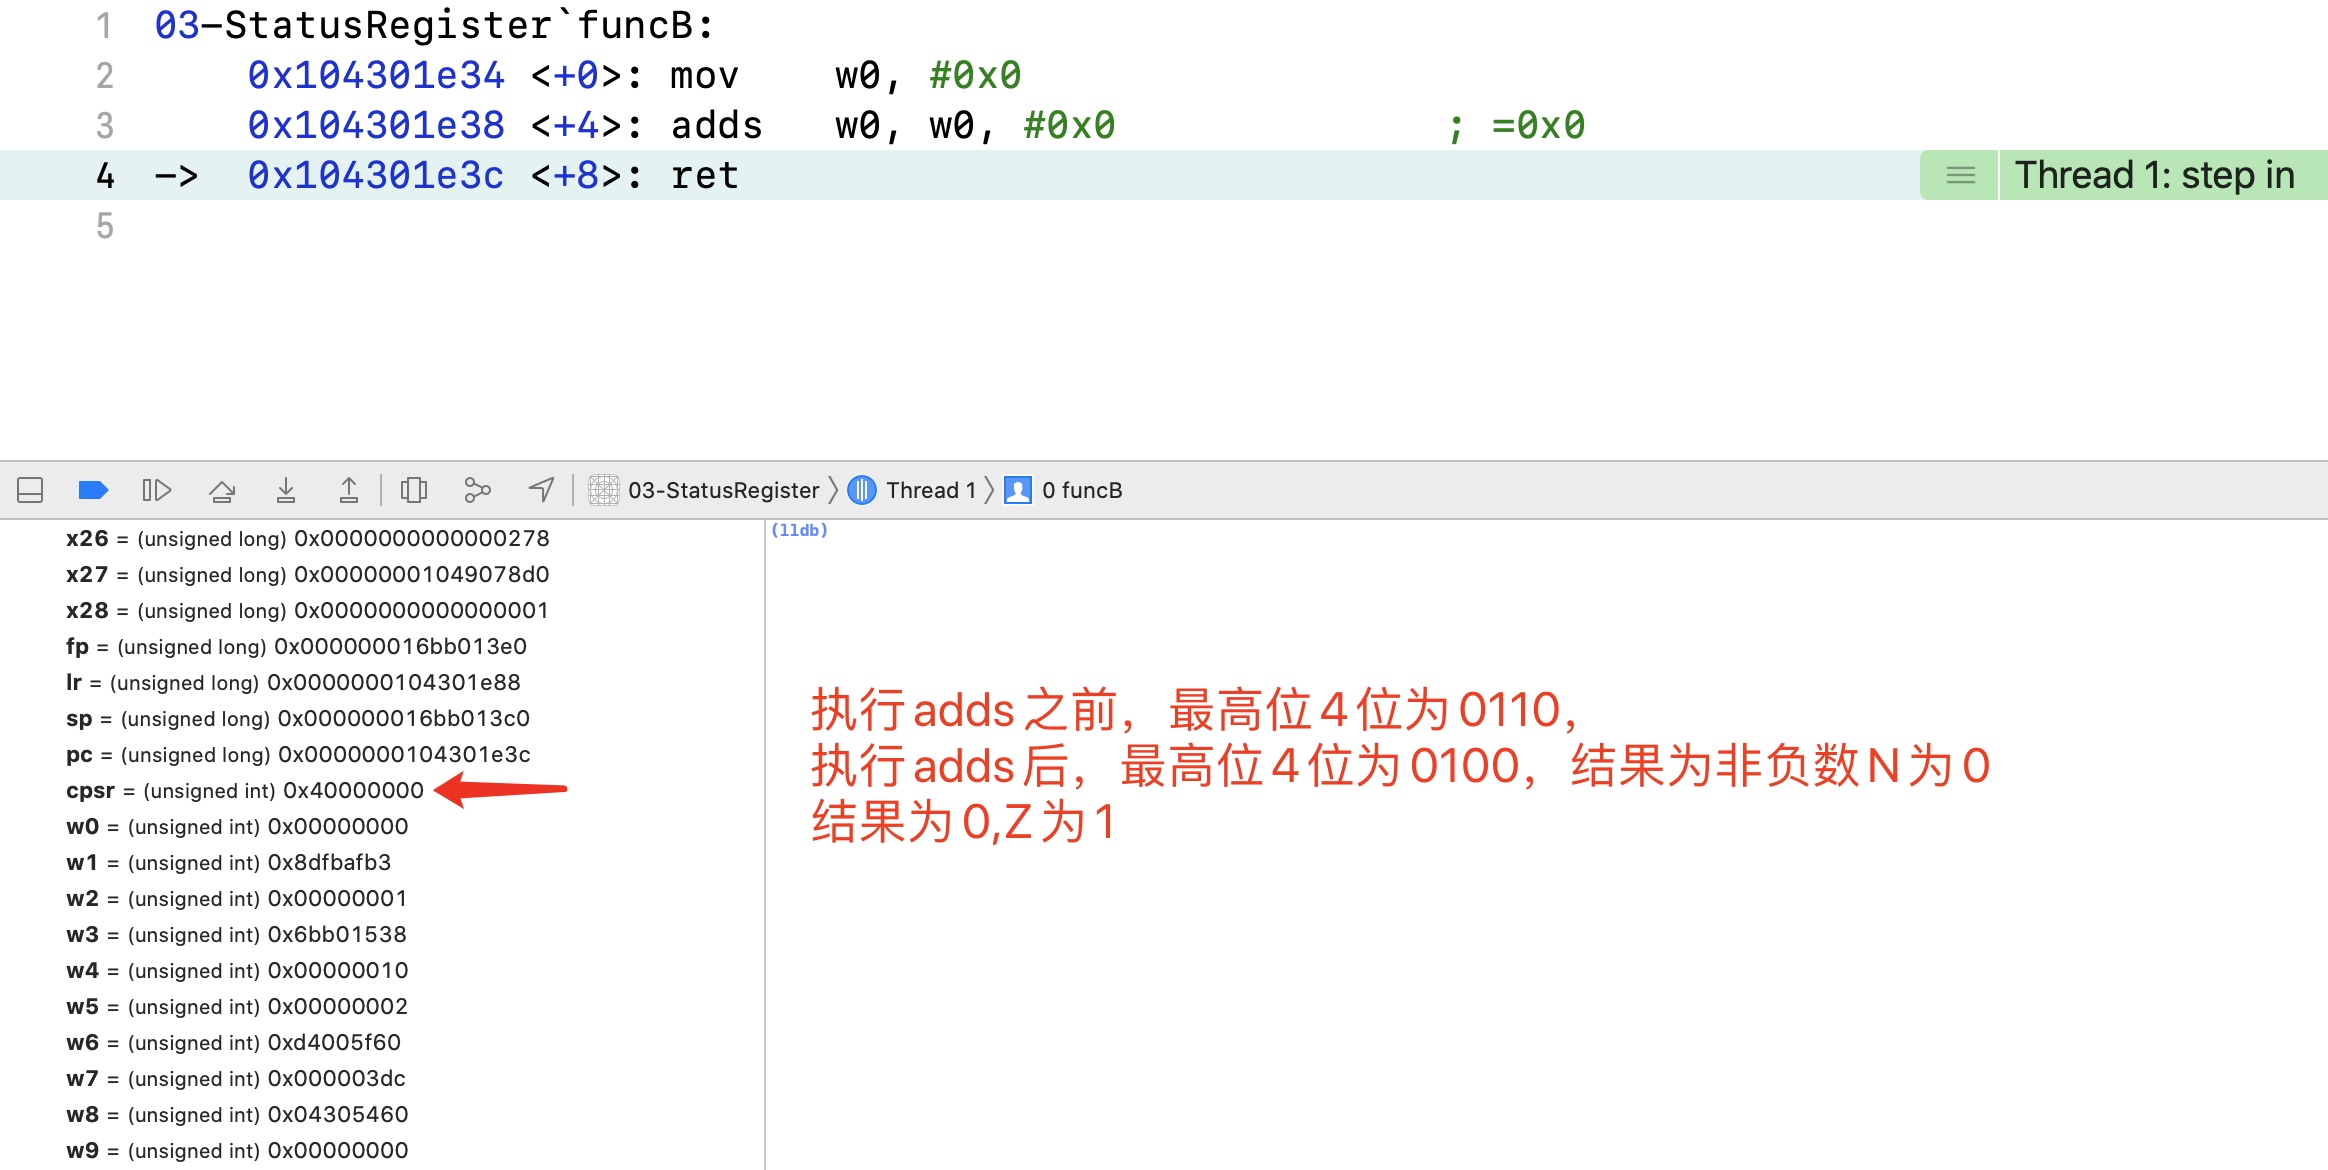 1 03-StatusRegister`funcB:
2 0x104301e34 <+0>: mov w0, #0x0
3 0x104301e38 <+4>: adds w0, w0, #0x0 ; =0x0
4 -> 0x104301e3c <+8>: ret Thread 1: step in
5
03-StatusRegister Thread 1 0 funcB
x26 = (unsigned long) 0x0000000000000278
x27 = (unsigned long) 0x00000001049078d0
x28 = (unsigned long) 0x0000000000000001
fp = (unsigned long) 0x000000016bb013e0
lr = (unsigned long) 0x0000000104301e88
sp = (unsigned long) 0x000000016bb013c0
pc = (unsigned long) 0x0000000104301e3c
cpsr = (unsigned int) 0x40000000
w0 = (unsigned int) 0x00000000
w1 = (unsigned int) 0x8dfbafb3
w2 = (unsigned int) 0x00000001
w3 = (unsigned int) 0x6bb01538
w4 = (unsigned int) 0x00000010
w5 = (unsigned int) 0x00000002
w6 = (unsigned int) 0xd4005f60
w7 = (unsigned int) 0x000003dc
w8 = (unsigned int) 0x04305460
w9 = (unsigned int) 0x00000000
(lldb)
执行adds之前，最高位4位为0110，
执行adds后，最高位4位为0100，结果为非负数N为0
结果为0,Z为1